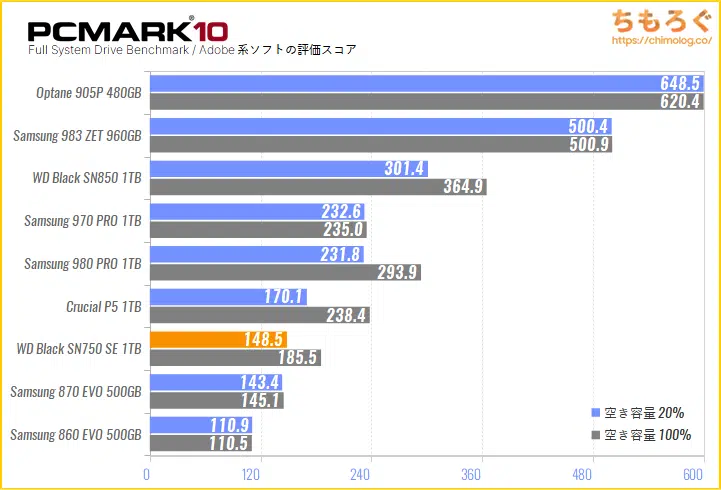 PCMARK®10
ちもろぐ
Full System Drive Benchmark / Adobe 系ソフトの評価スコア
https://chimolog.co/
Optane 905P 480GB
648.5
620.4
Samsung 983 ZET 960GB
500.4
500.9
WD Black SN850 1TB
301.4
364.9
Samsung 970 PRO 1TB
232.6
235.0
Samsung 980 PRO 1TB
231.8
293.9
Crucial P5 1TB
170.1
238.4
WD Black SN750 SE 1TB
148.5
185.5
Samsung 870 EVO 500GB
143.4
145.1
Samsung 860 EVO 500GB
110.9
110.5
空き容量 20%
空き容量 100%
0 120 240 360 480 600